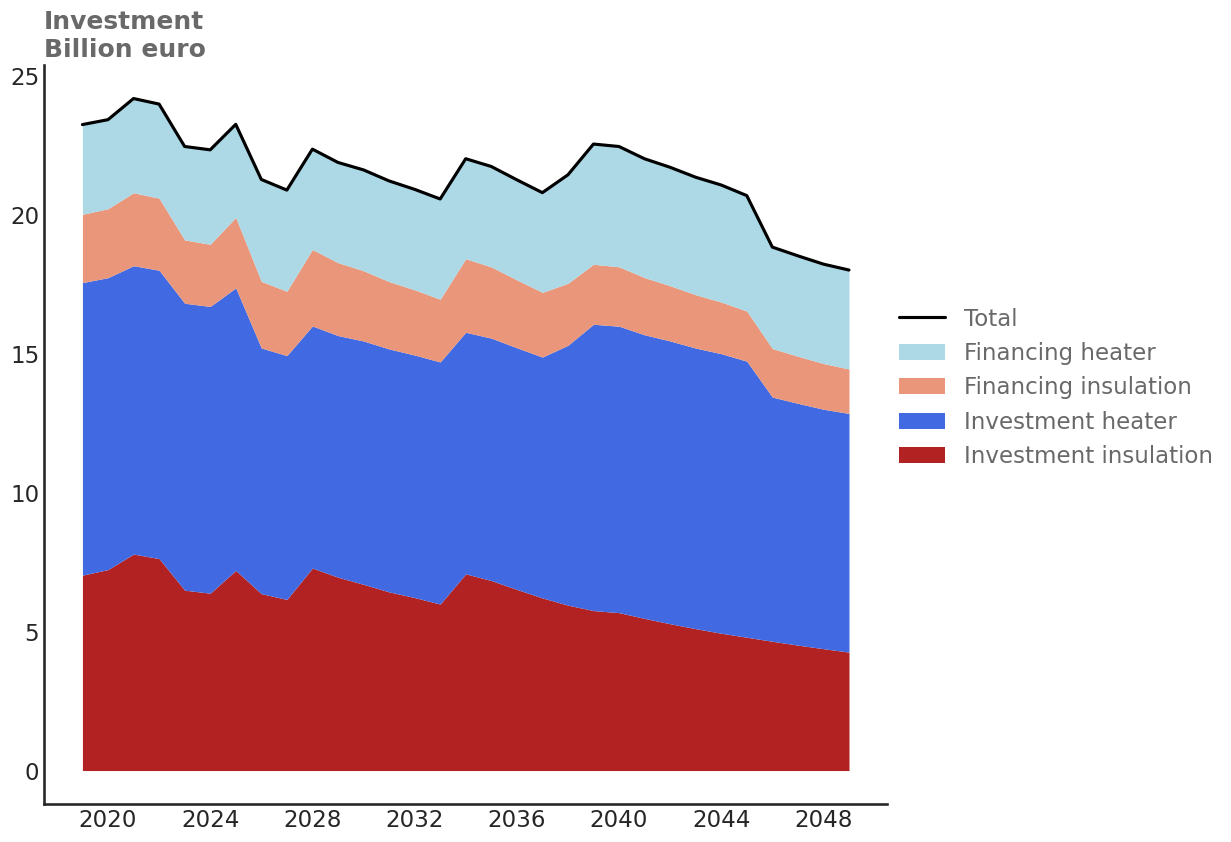 Investment
Billion euro
25
20
15
10
5
0
2020 2024 2028 2032 2036 2040 2044 2048
Total
Financing heater
Financing insulation
Investment heater
Investment insulation